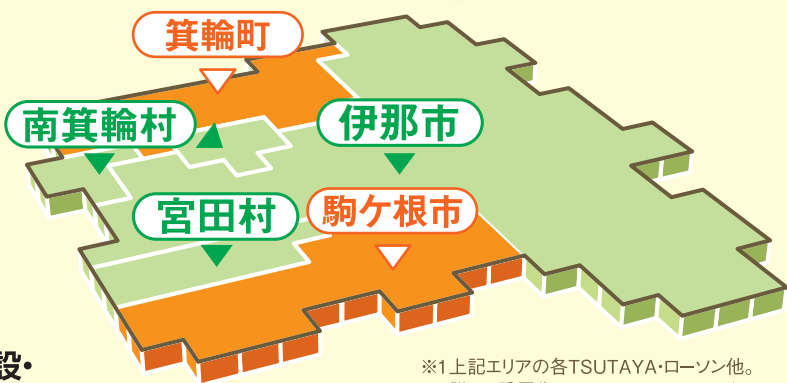 箕輪町
南箕輪村
伊那市
宮田村
駒ケ根市
設・
※1上記エリアの各TSUTAYA・ローソン他。